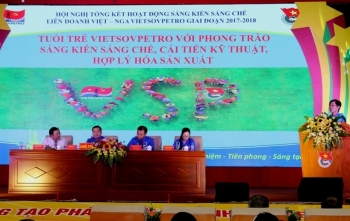 HỘI NGHỊ TỔNG KẾT HOẠT ĐỘNG SÁNG KIẾN SÁNG CHẾ
LIÊN DOANH VIỆT - NGA VIETSOVPETRO GIAI ĐOẠN 2017-2018
TUỔI TRẺ VIETSOVPETRO VỚI PHONG TRÀO
SÁNG KIẾN SÁNG CHẾ, CẢI TIẾN KỸ THUẬT,
HỢP LÝ HÓA SẢN XUẤT
VSP
nhiệm - Tiên phong - Sáng tạo